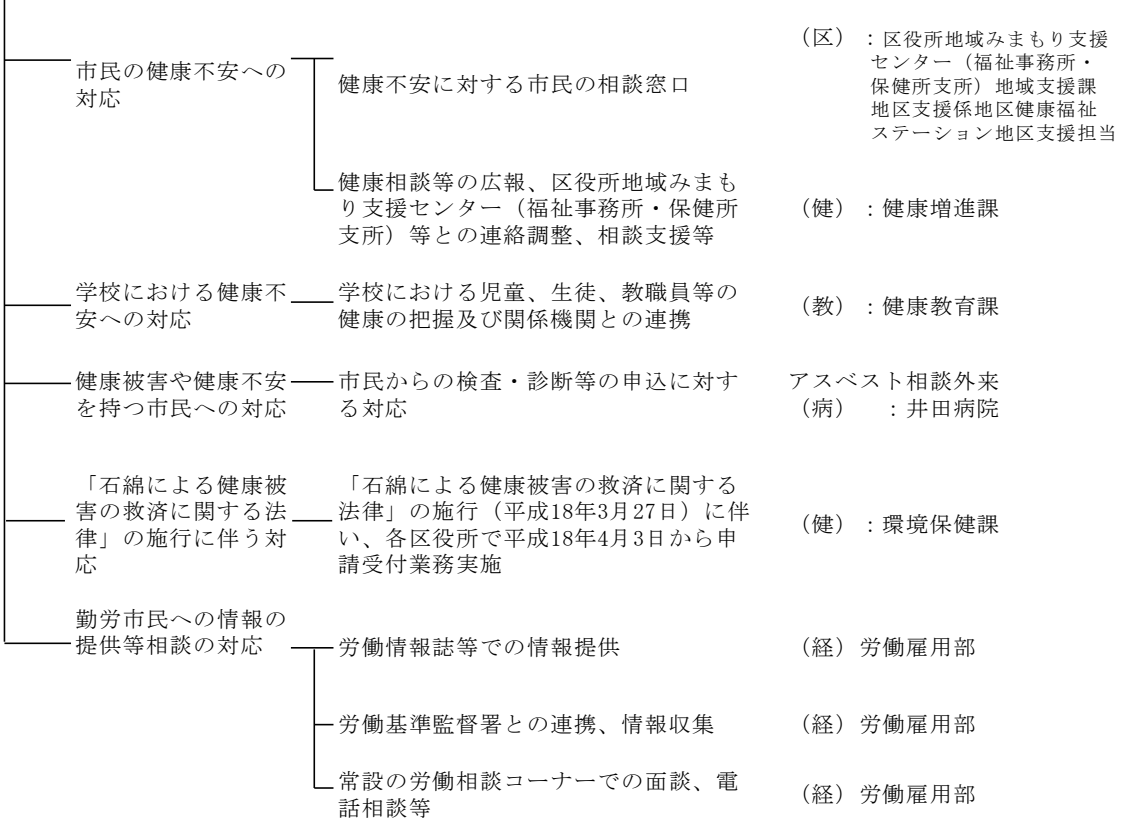 市民の健康不安への
対応
健康不安に対する市民の相談窓口
（区）：区役所地域みまもり支援
センター（福祉事務所・
保健所支所）地域支援課
地区支援係地区健康福祉
ステーション地区支援担当
健康相談等の広報、区役所地域みまも
り支援センター（福祉事務所・保健所
支所）等との連絡調整、相談支援等
（健）：健康増進課
学校における健康不
安への対応
学校における児童、生徒、教職員等の
健康の把握及び関係機関との連携
（教）：健康教育課
健康被害や健康不安
を持つ市民への対応
市民からの検査・診断等の申込に対す
る対応
アスベスト相談外来
（病）　：井田病院
「石綿による健康被
害の救済に関する法
律」の施行に伴う対
応
「石綿による健康被害の救済に関する
法律」の施行（平成18年3月27日）に伴
い、各区役所で平成18年4月3日から申
請受付業務実施
（健）：環境保健課
勤労市民への情報の
提供等相談の対応
労働情報誌等での情報提供
（経）労働雇用部
労働基準監督署との連携、情報収集
（経）労働雇用部
常設の労働相談コーナーでの面談、電
話相談等
（経）労働雇用部